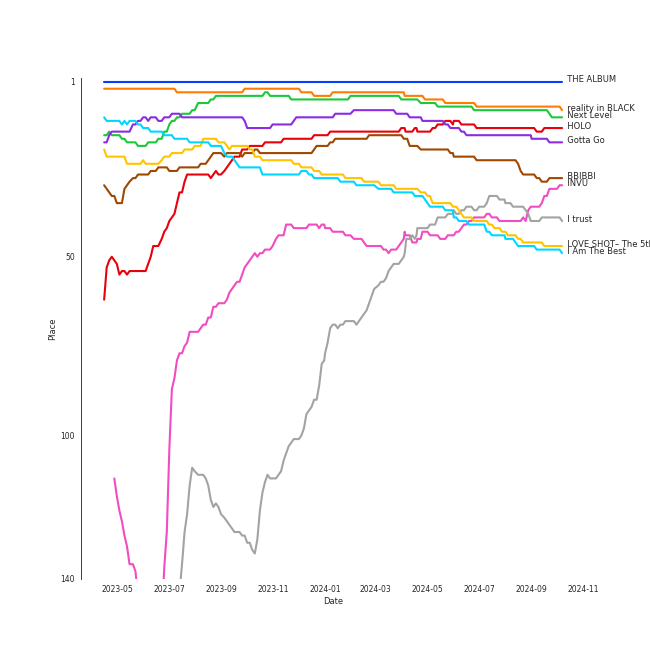 1
50
100
140
Place
2023-05
2023-07
2023-09
2023-11
2024-01
2024-03
2024-05
2024-07
2024-09
2024-11
Date
THE ALBUM
reality in BLACK
Next Level
HOLO
Gotta Go
INVU
I trust
LOVE SHOT– The 5th
I Am The Best